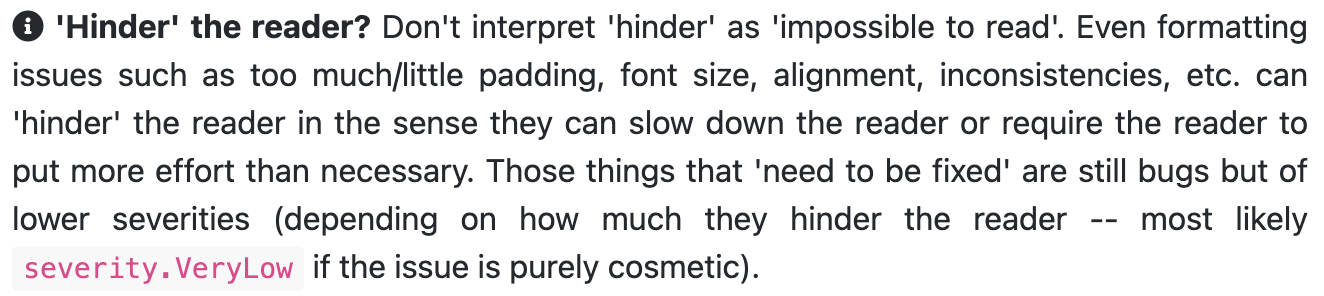 'Hinder' the reader? Don't interpret 'hinder' as 'impossible to read'. Even formatting
issues such as too much/little padding, font size, alignment, inconsistencies, etc. can
'hinder' the reader in the sense they can slow down the reader or require the reader to
put more effort than necessary. Those things that 'need to be fixed' are still bugs but of
lower severities (depending on how much they hinder the reader -- most likely
severity.VeryLow if the issue is purely cosmetic).